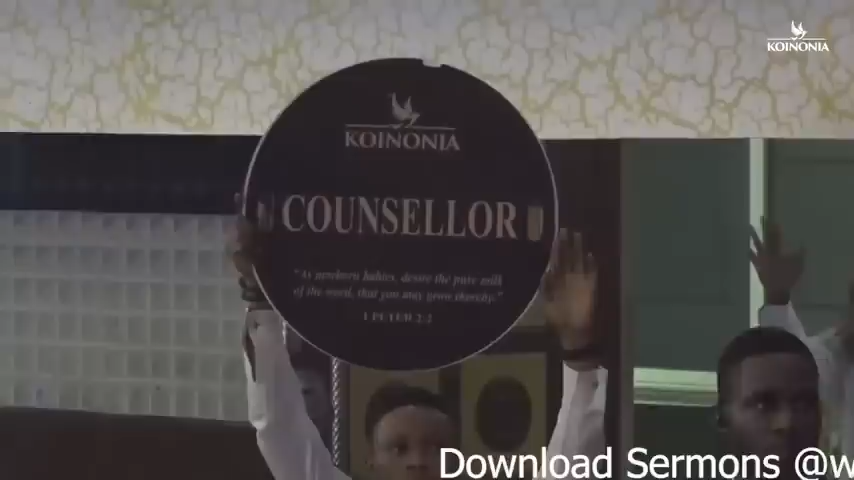 KOINONIA
KOINONIA
COUNSELLOR
"As newborn babies, desire the pure milk
of the word, that you may grow thereby."
1 PETER 2:2
Download Sermons @w